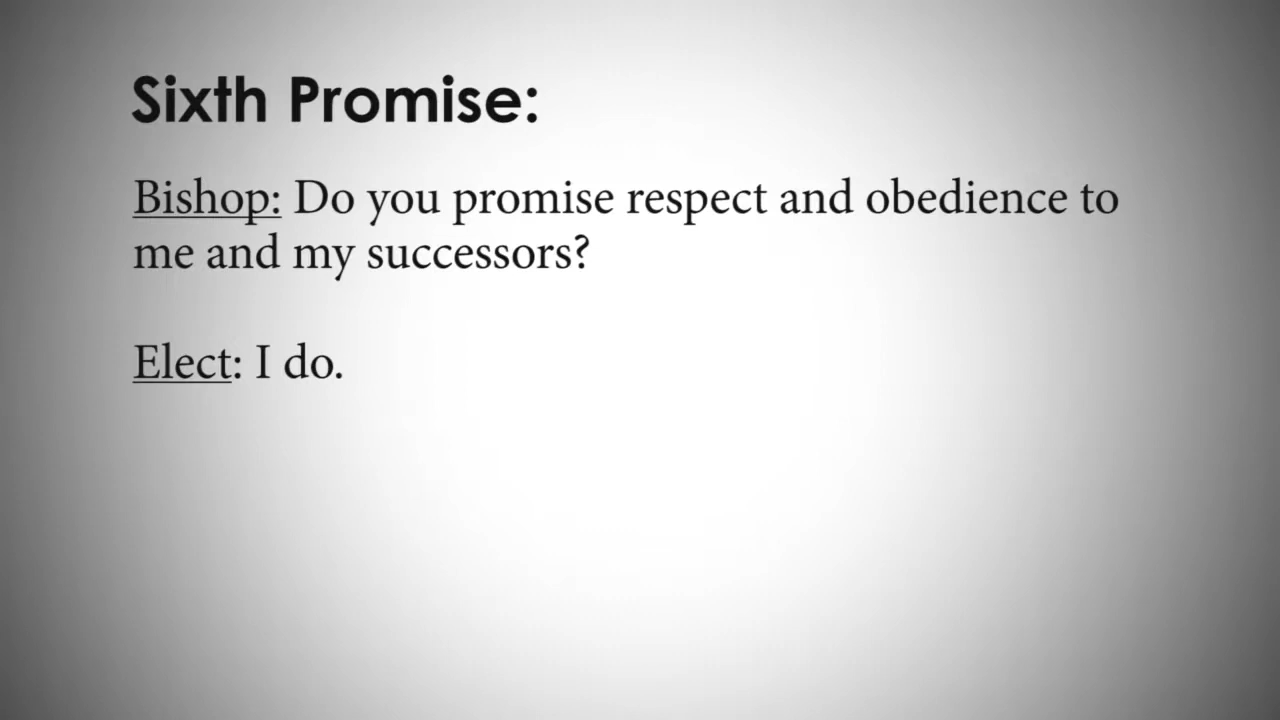 Sixth Promise:
Bishop: Do you promise respect and obedience to
me and my successors?
Elect: I do.